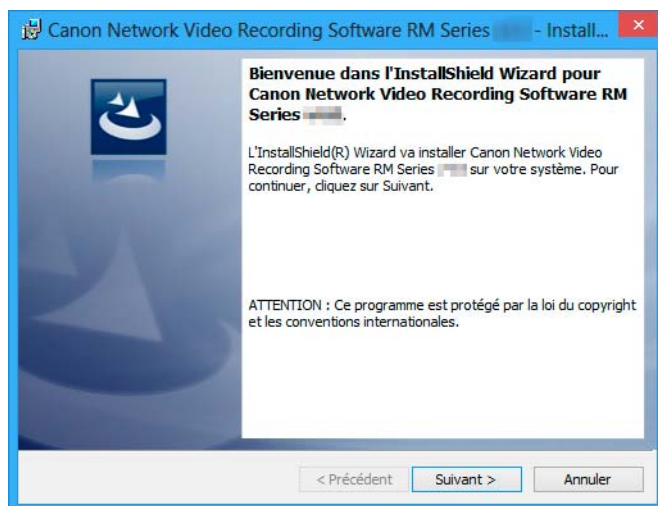 Canon Network Video Recording Software RM Series - Install...
Bienvenue dans l'InstallShield Wizard pour
Canon Network Video Recording Software RM
Series .
L'InstallShield(R) Wizard va installer Canon Network Video
Recording Software RM Series sur votre système. Pour
continuer, cliquez sur Suivant.
ATTENTION : Ce programme est protégé par la loi du copyright
et les conventions internationales.
< Précédent Suivant > Annuler